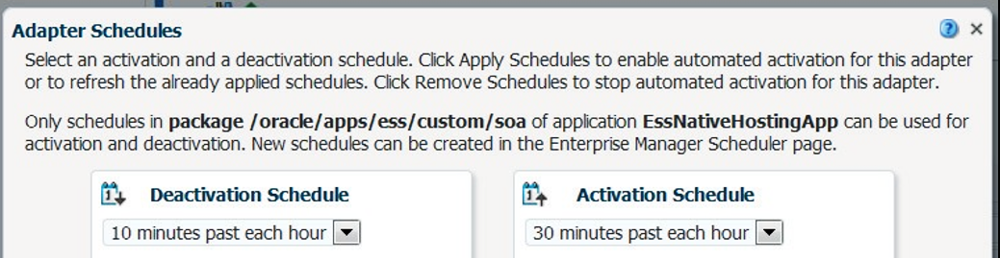 Adapter Schedules
Select an activation and a deactivation schedule. Click Apply Schedules to enable automated activation for this adapter
or to refresh the already applied schedules. Click Remove Schedules to stop automated activation for this adapter.
Only schedules in package /oracle/apps/ess/custom/soa of application EssNativeHostingApp can be used for
activation and deactivation. New schedules can be created in the Enterprise Manager Scheduler page.
Deactivation Schedule
10 minutes past each hour
Activation Schedule
30 minutes past each hour